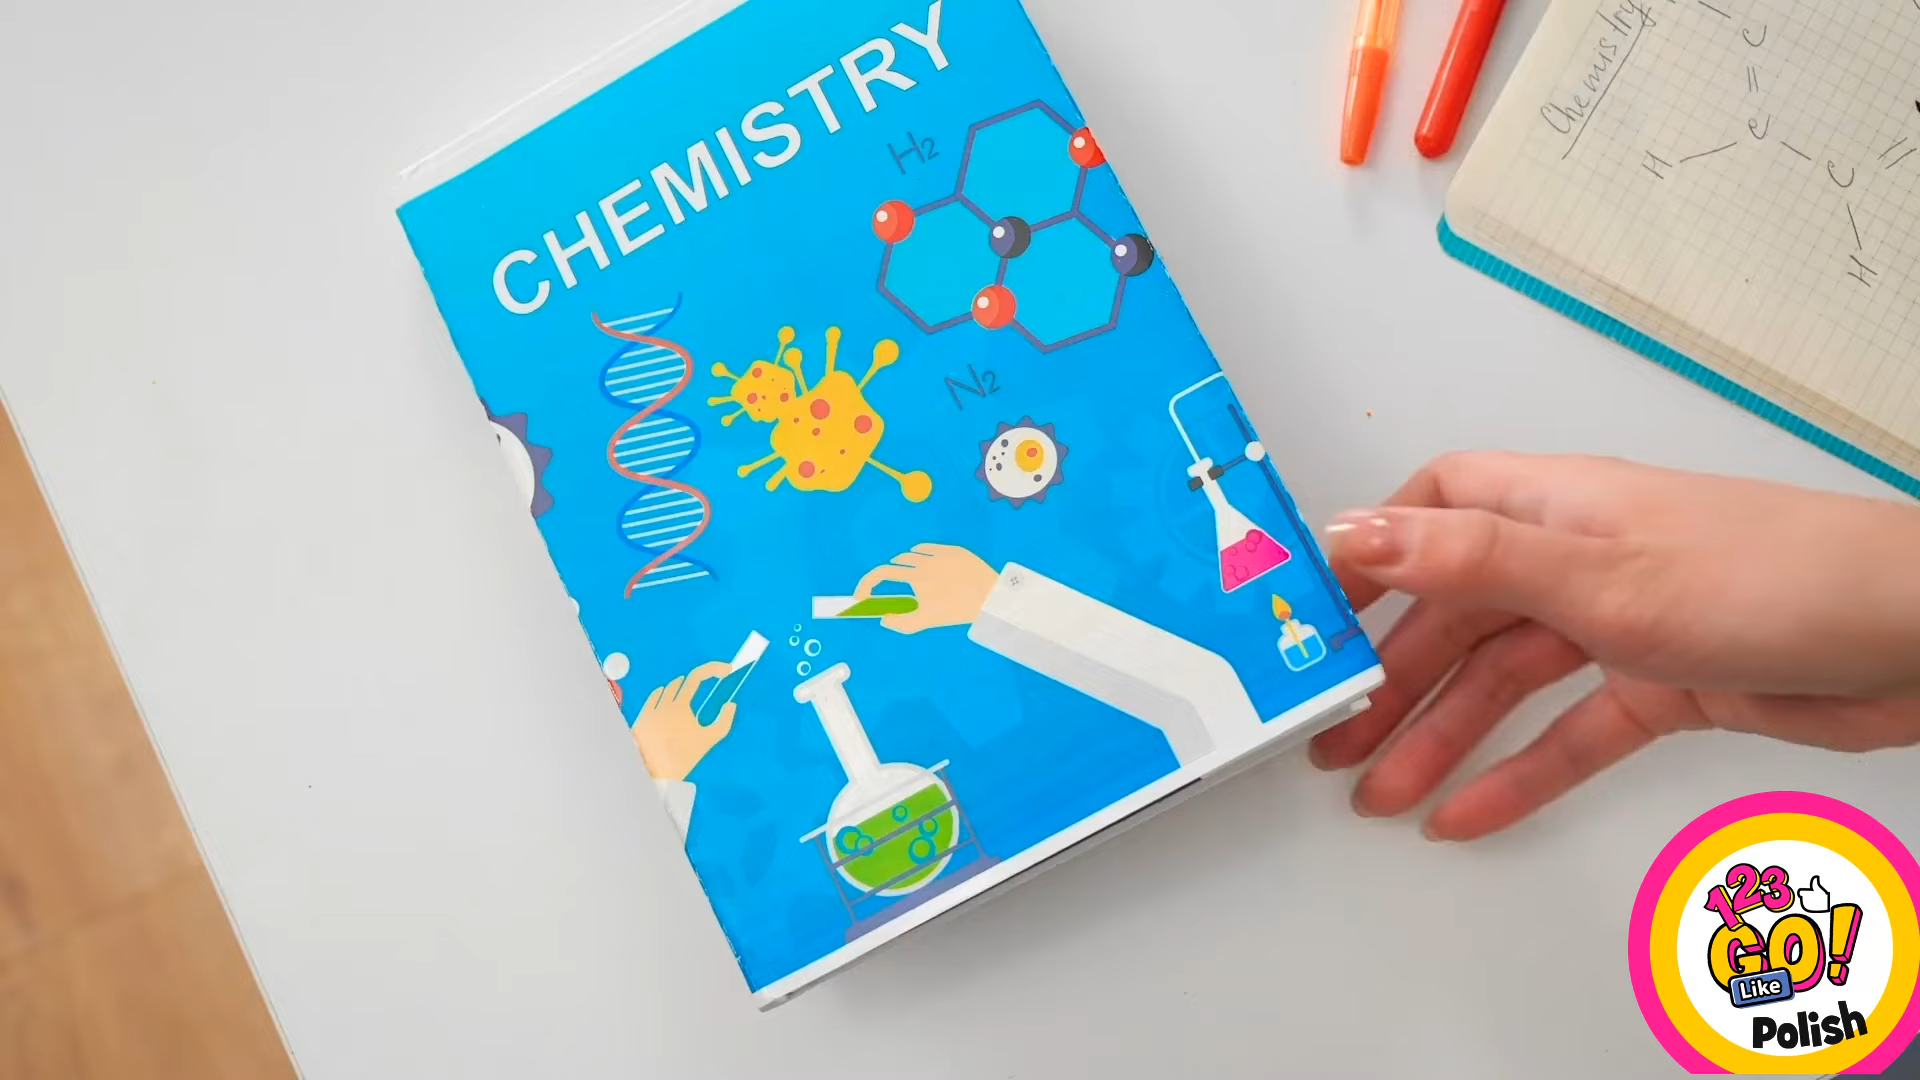 CHEMISTRY
H2
N2
Chemistry
C
=
H
C
C
=
H
123
GO!
Like
Polish